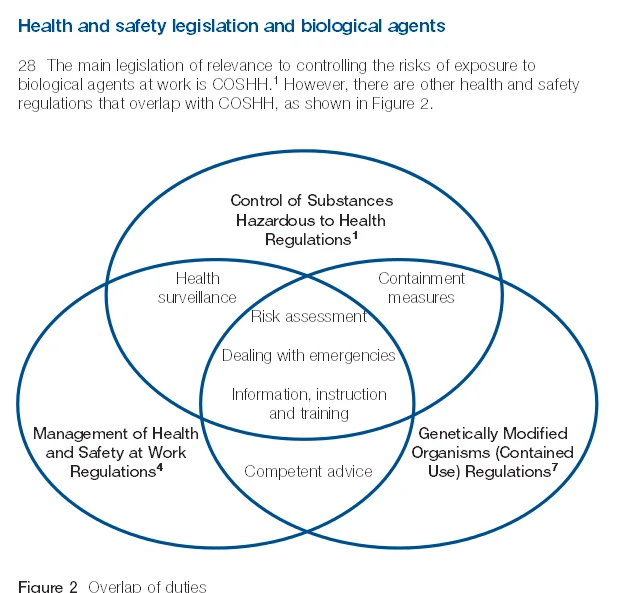 Health and safety legislation and biological agents
28 The main legislation of relevance to controlling the risks of exposure to
biological agents at work is COSHH.1 However, there are other health and safety
regulations that overlap with COSHH, as shown in Figure 2.
Control of Substances
Hazardous to Health
Regulations1
Health
surveillance
Containment
measures
Risk assessment
Dealing with emergencies
Information, instruction
and training
Management of Health
and Safety at Work
Regulations4
Genetically Modified
Organisms (Contained
Use) Regulations7
Competent advice
Figure 2 Overlap of duties